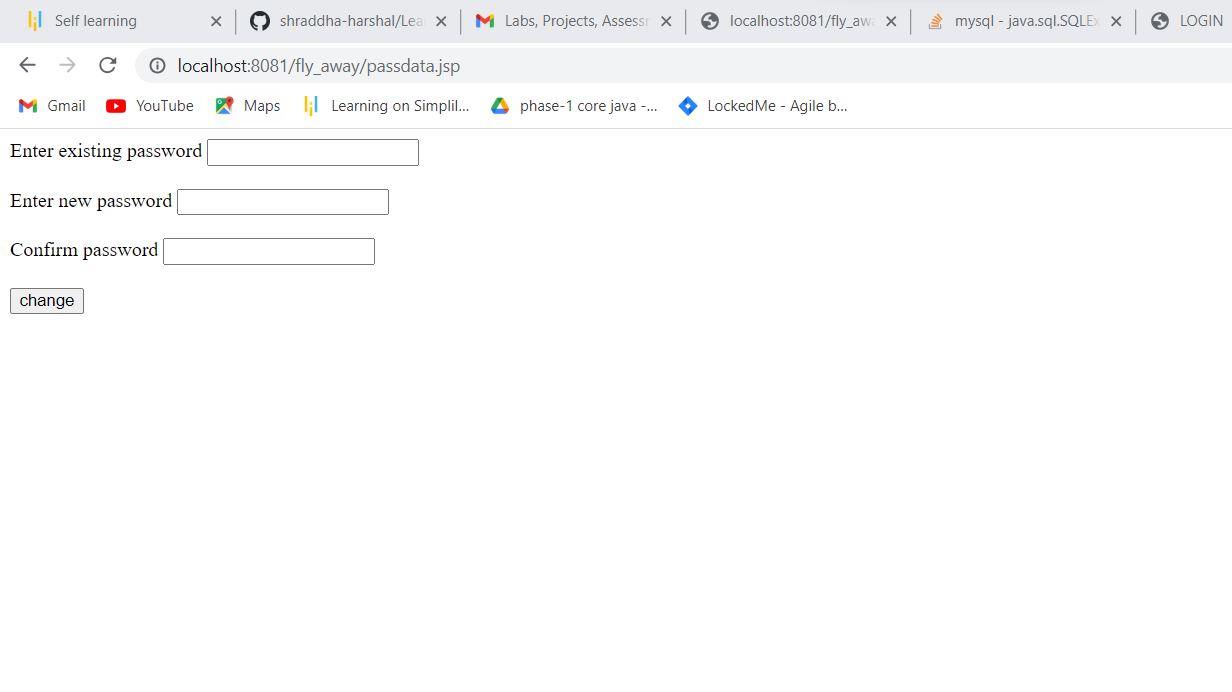 Self learning
shraddha-harshal/Lea
Labs, Projects, Assessm
localhost:8081/fly_awa
mysql - java.sql.SQLEx
LOGIN
localhost:8081/fly_away/passdata.jsp
Gmail
YouTube
Maps
Learning on Simplil...
phase-1 core java -...
LockedMe - Agile b...
Enter existing password
Enter new password
Confirm password
change